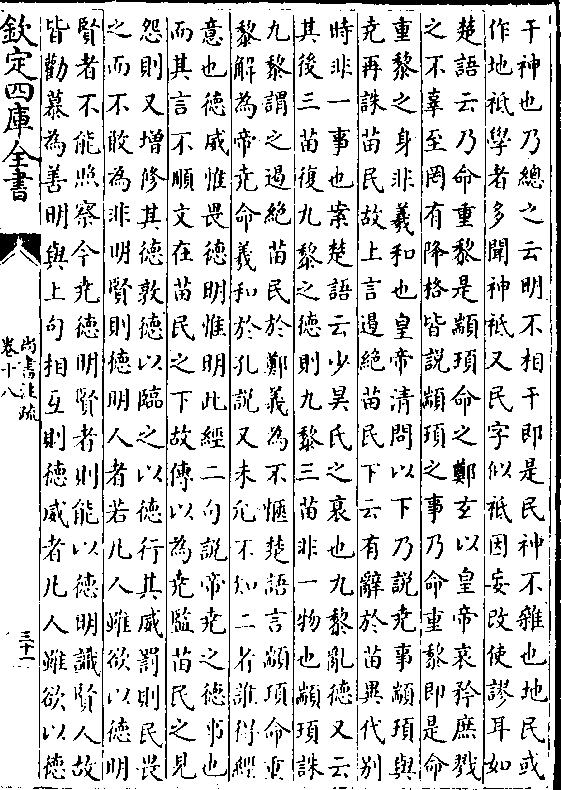 干神也乃總之云明不相干即是民神不雜也地民或
作地祗學者多聞神祗又民字似祗因妄改使謬耳如
楚語云乃命重黎是顓頊命之鄭玄以皇帝哀矜庶戮
之不辜至罔有降格皆說顓頊之事乃命重黎即是命
重黎之身非羲和也皇帝清問以下乃說堯事顓頊與
堯再誅苗民故上言遏絶苗民下云有辭於苗異代别
時非一事也案楚語云少昊氏之衰也九黎亂德又云
其後三苗復九黎之德則九黎三苗非一物也顓頊誅
九黎謂之遏絶苗民於鄭義為不愜楚語言顓頊命重
黎解為帝堯命羲和於孔說又未允不知二者誰得經
意也德威惟畏德明惟明此經二句說帝堯之德事也
而其言不順文在苗民之下故傳以為堯監苗民之見
怨則又增修其德敦德以臨之以德行其威罰則民畏
之而不敢為非明賢則德明人者若凡人雖欲以德明
賢者不能照察今堯德明賢者則能以德明識賢人故
皆勸慕為善明與上句相互則德威者凡人雖欲以德
欽定四庫全書
尚書注疏
卷十八
三十一